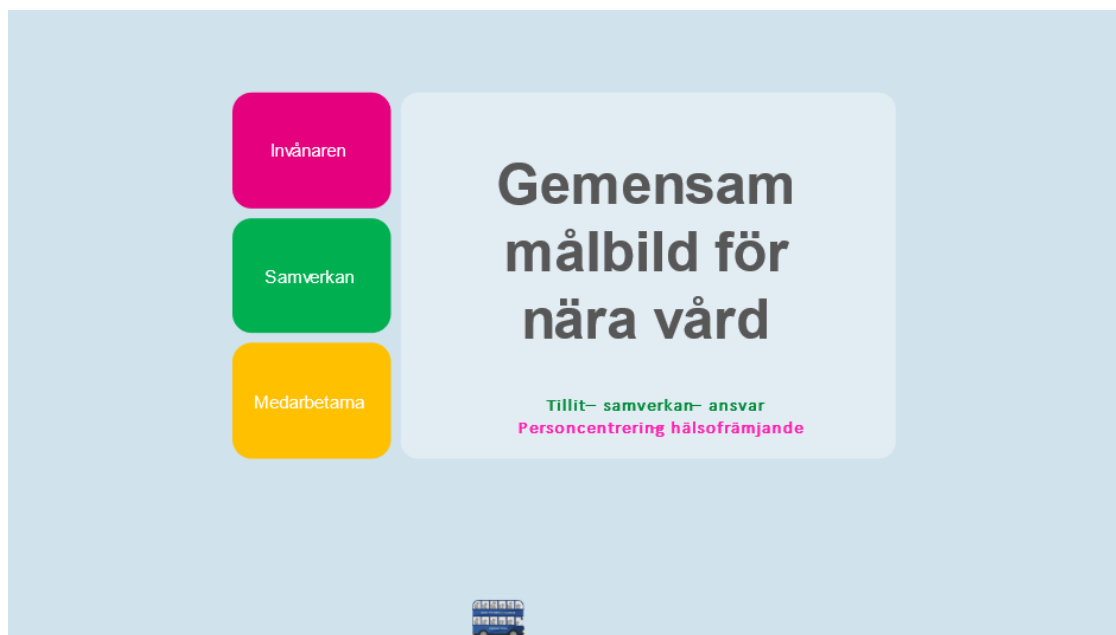 Invånaren
Samverkan
Medarbetarna
Gemensam
målbild för
nära vård
Tillit– samverkan– ansvar
Personcentrering hälsofrämjande